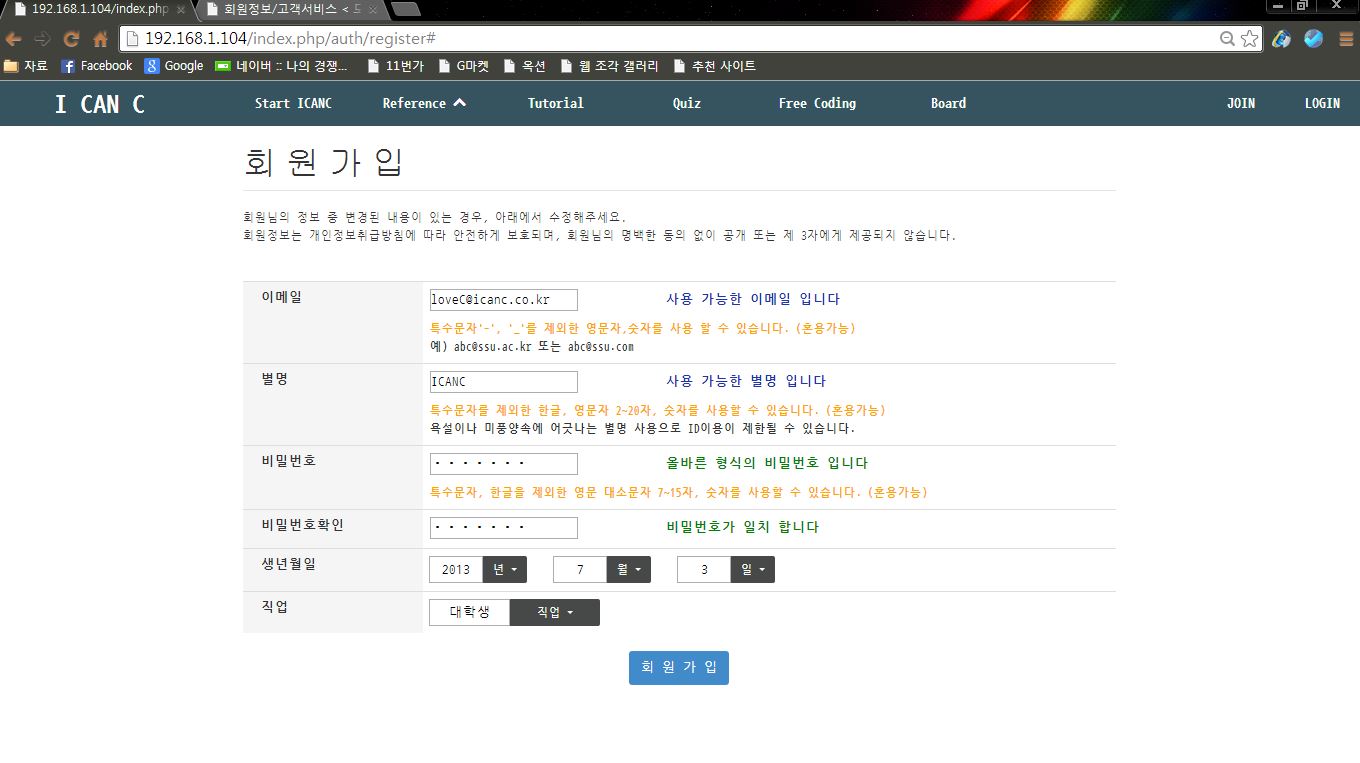 192.168.1.104/index.php
회원정보/고객서비스 <
192.168.1.104/index.php/auth/register#
자료 Facebook Google 네이버 :: 나의 경쟁... 11번가 G마켓 옥션 웹 조각 갤러리 추천 사이트
I CAN C Start ICANC Reference Tutorial Quiz Free Coding Board JOIN LOGIN
회 원 가 입
회원님의 정보 중 변경된 내용이 있는 경우, 아래에서 수정해주세요.
회원정보는 개인정보취급방침에 따라 안전하게 보호되며, 회원님의 명백한 동의 없이 공개 또는 제 3자에게 제공되지 않습니다.
이메일 loveC@icanc.co.kr 사용 가능한 이메일 입니다
특수문자'-', '_'를 제외한 영문자,숫자를 사용 할 수 있습니다. (혼용가능)
예) abc@ssu.ac.kr 또는 abc@ssu.com
별명 ICANC 사용 가능한 별명 입니다
특수문자를 제외한 한글, 영문자 2~20자, 숫자를 사용할 수 있습니다. (혼용가능)
욕설이나 미풍양속에 어긋나는 별명 사용으로 ID이용이 제한될 수 있습니다.
비밀번호 올바른 형식의 비밀번호 입니다
특수문자, 한글을 제외한 영문 대소문자 7~15자, 숫자를 사용할 수 있습니다. (혼용가능)
비밀번호확인 비밀번호가 일치 합니다
생년월일 2013 년 7 월 3 일
직업 대학생 직업
회 원 가 입